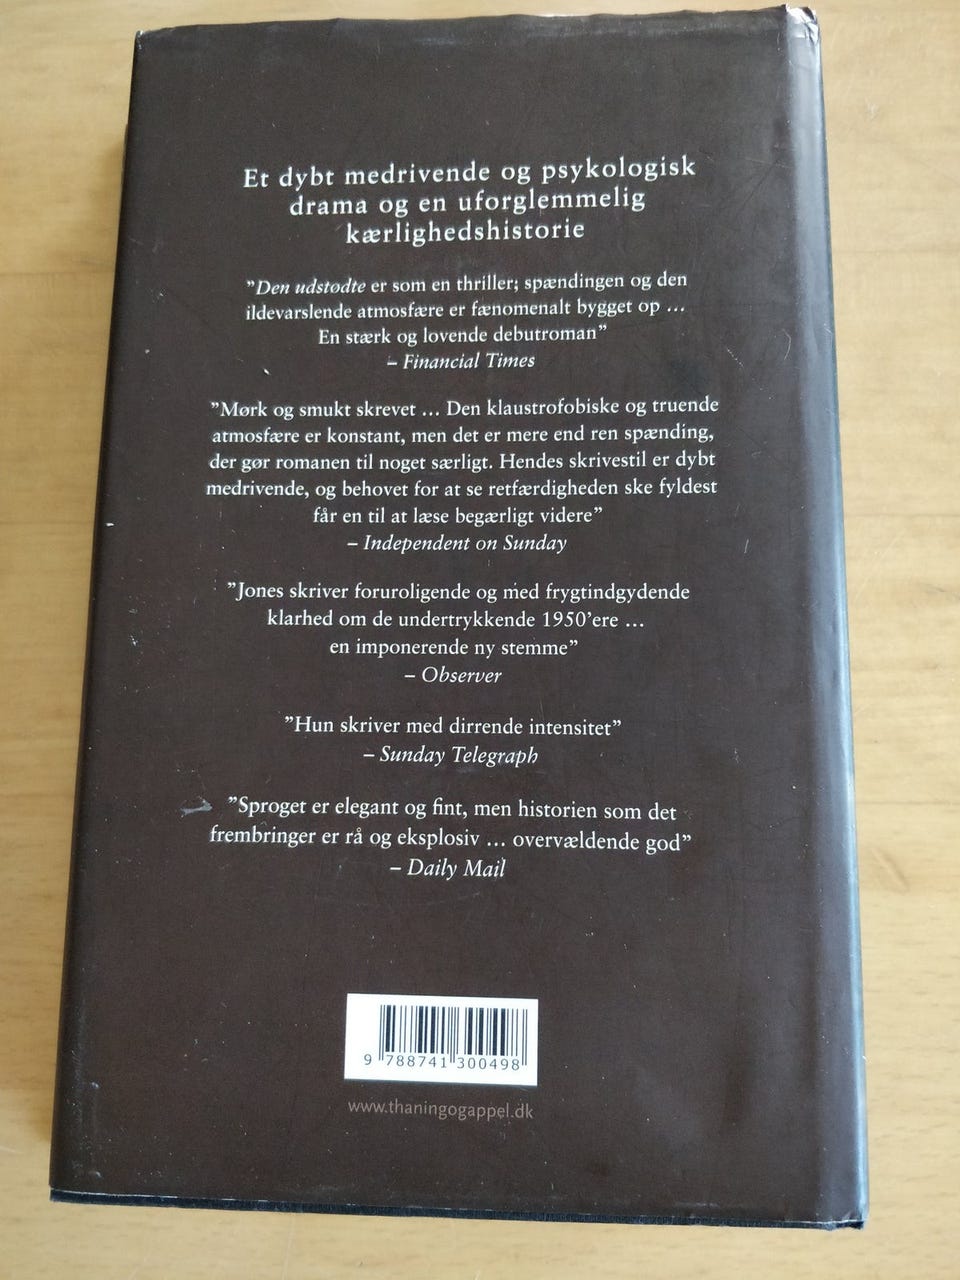 Et dybt medrivende og psykologisk
drama og en uforglemmelig
kærlighedshistorie
”Den udstødte er som en thriller; spændingen og den
ildevarslende atmosfære er fænomenalt bygget op ...
En stærk og lovende debutroman”
– Financial Times
”Mørk og smukt skrevet ... Den klaustrofobiske og truende
atmosfære er konstant, men det er mere end ren spænding,
der gør romanen til noget særligt. Hendes skrivestil er dybt
medrivende, og behovet for at se retfærdigheden ske fyldest
får en til at læse begærligt videre”
– Independent on Sunday
”Jones skriver foruroligende og med frygtindgydende
klarhed om de undertrykkende 1950’ere ...
en imponerende ny stemme”
– Observer
”Hun skriver med dirrende intensitet”
– Sunday Telegraph
”Sproget er elegant og fint, men historien som det
frembringer er rå og eksplosiv ... overvældende god”
– Daily Mail
9 788741 300498
www.thaningogappel.dk